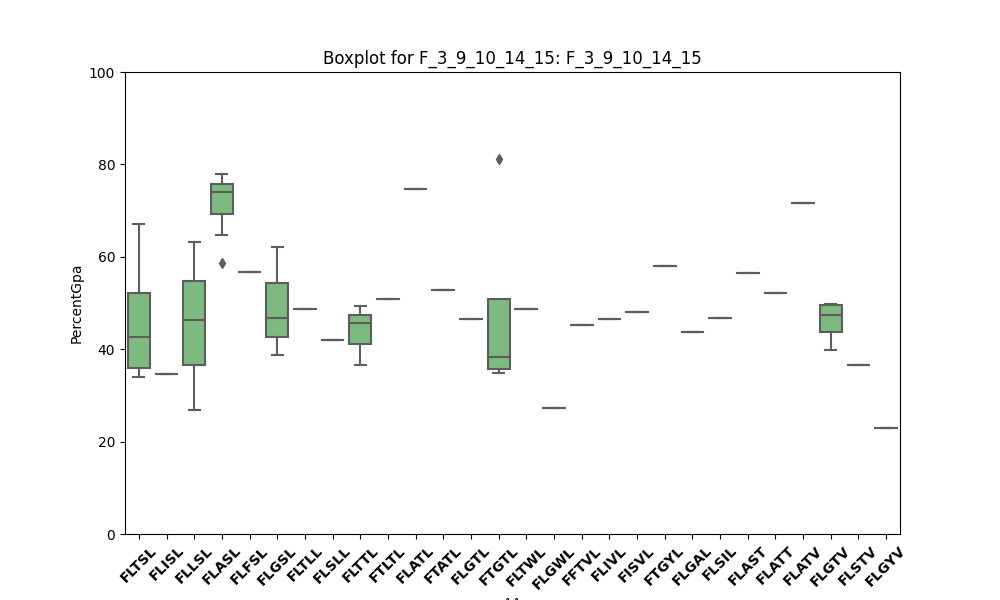 Boxplot for F_3_9_10_14_15: F_3_9_10_14_15
PercentGpa
100
80
60
40
20
0
FLTSL
FLISL
FLLSL
FLASL
FLFSL
FLGSL
FLTLL
FLSLL
FLTTL
FTLTL
FLATL
FTATL
FLGTL
FTGTL
FLTWL
FLGWL
FFTVL
FLIVL
FISVL
FTGYL
FLGAL
FLSIL
FLAST
FLATT
FLATV
FLGTV
FLSTV
FLGYV